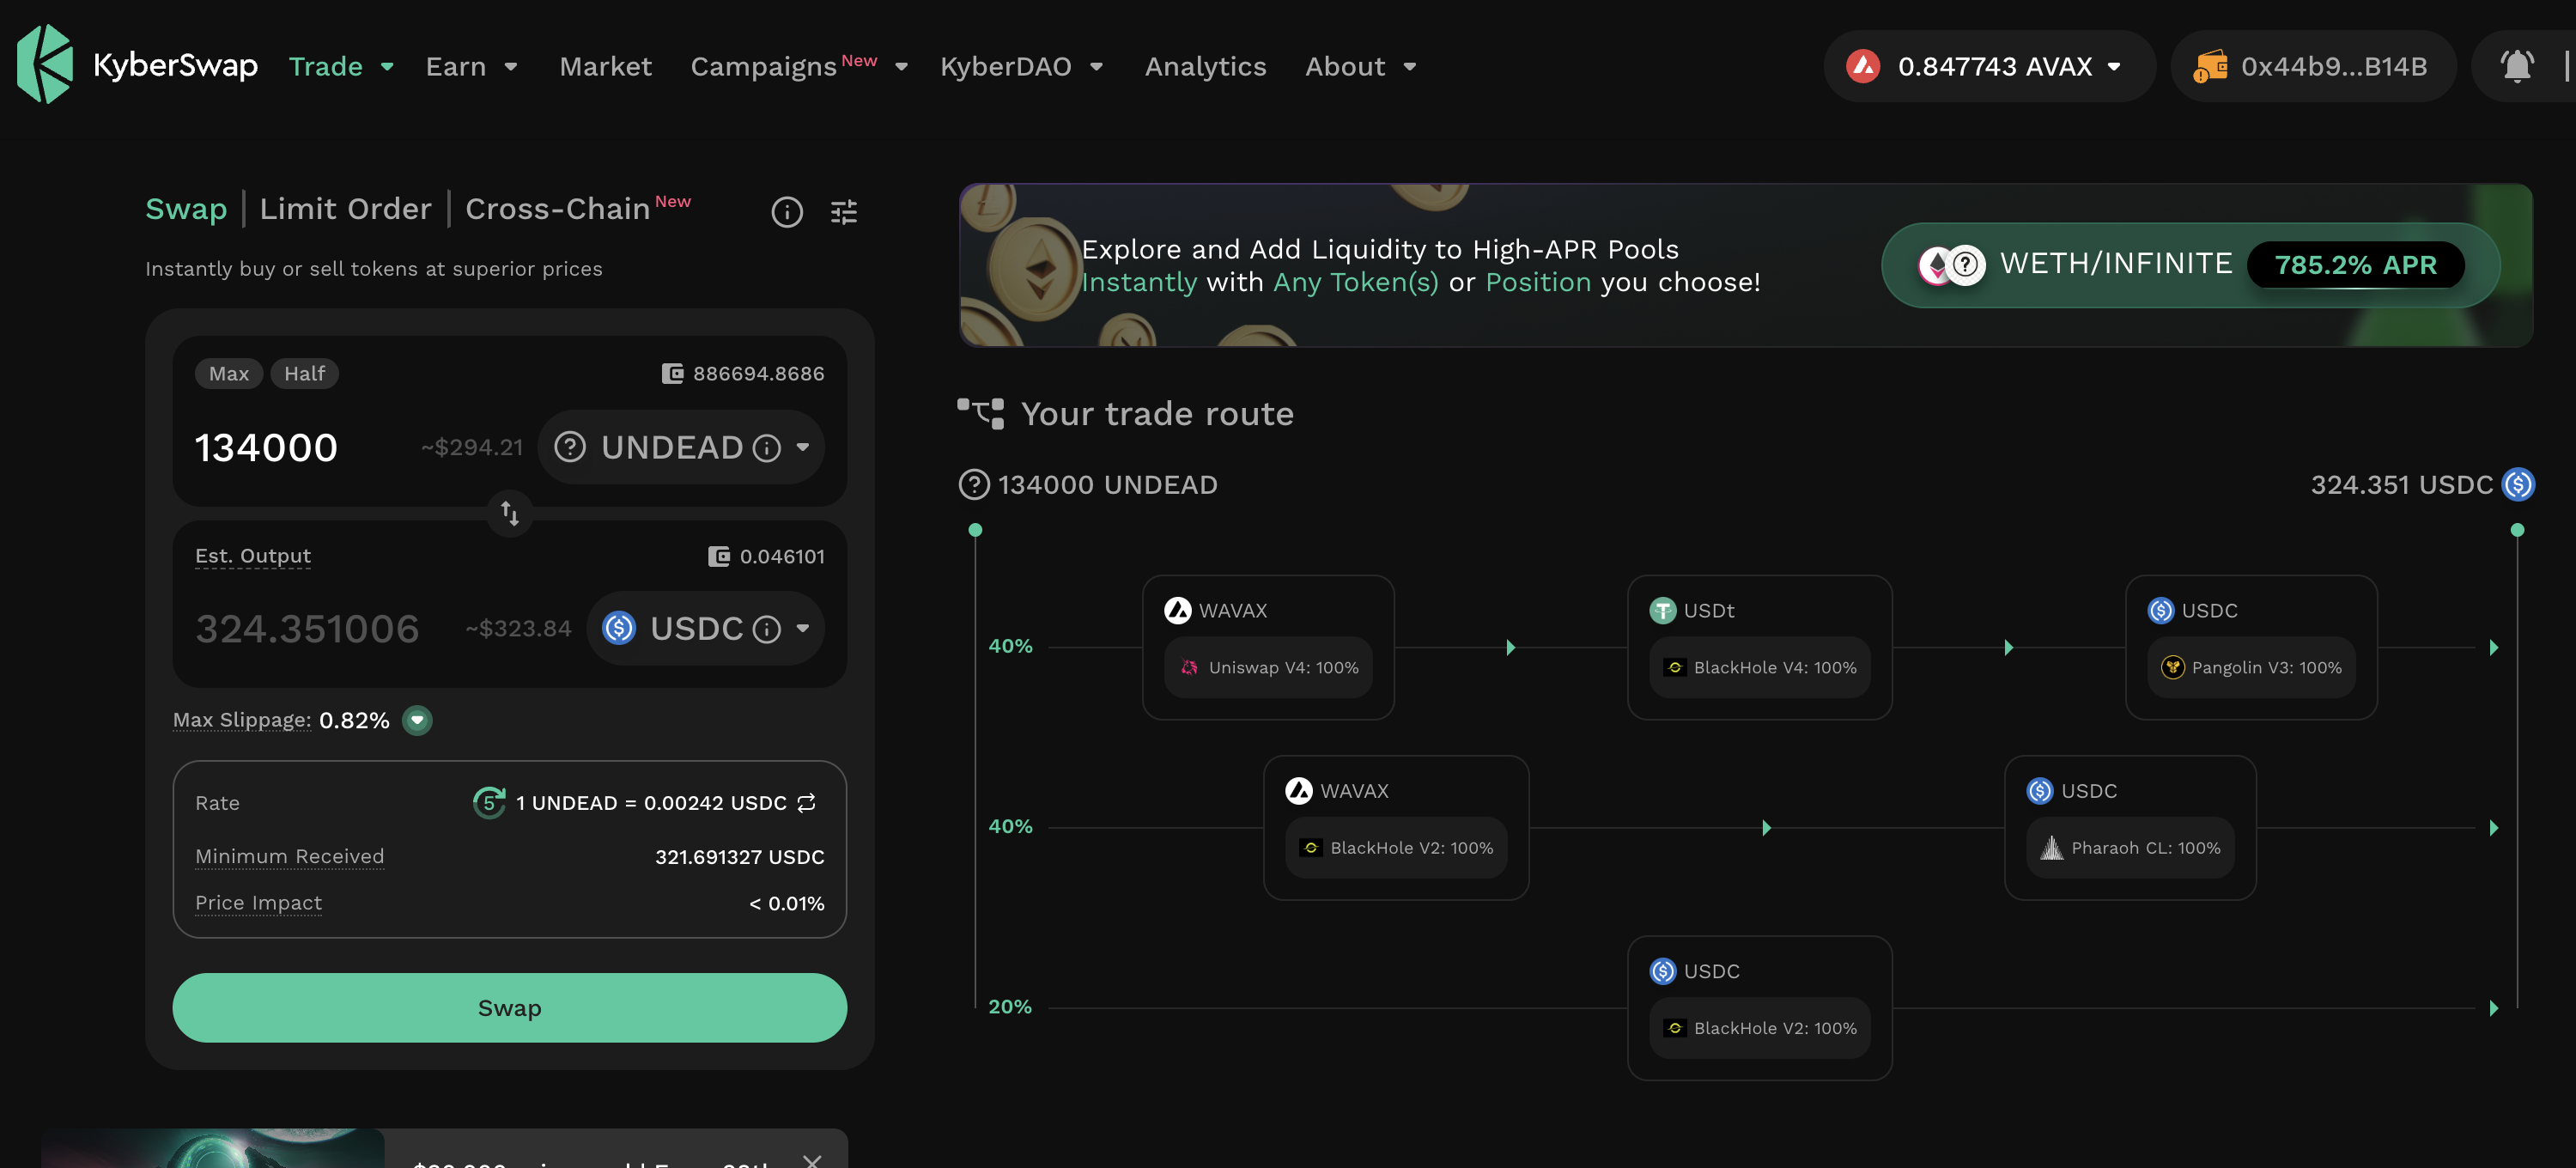 KyberSwap Trade Earn Market Campaigns New KyberDAO Analytics About 0.847743 AVAX 0x44b9...B14B
Swap | Limit Order | Cross-Chain New
Instantly buy or sell tokens at superior prices
Max Half 886694.8686
134000 ~$294.21 UNDEAD
Est. Output 0.046101
324.351006 ~$323.84 USDC
Max Slippage: 0.82%
Rate 5 1 UNDEAD = 0.00242 USDC
Minimum Received 321.691327 USDC
Price Impact < 0.01%
Swap
Explore and Add Liquidity to High-APR Pools
Instantly with Any Token(s) or Position you choose!
WETH/INFINITE 785.2% APR
Your trade route
134000 UNDEAD 324.351 USDC
WAVAX USDt USDC
40% Uniswap V4: 100% BlackHole V4: 100% Pangolin V3: 100%
WAVAX USDC
40% BlackHole V2: 100% Pharaoh CL: 100%
USDC
20% BlackHole V2: 100%